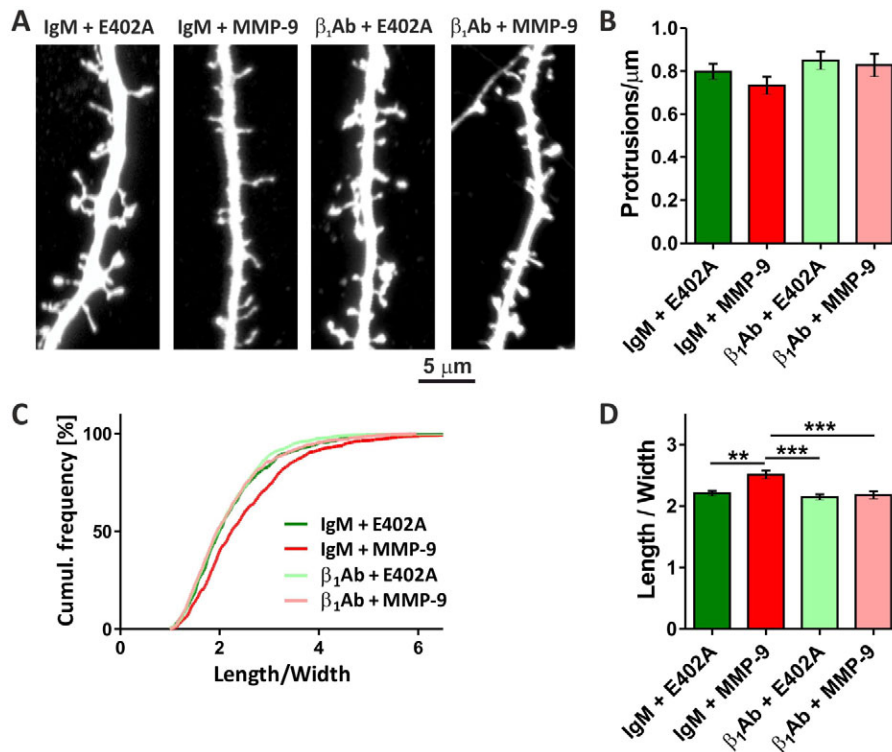 A
IgM + E402A
IgM + MMP-9
β₁Ab + E402A
β₁Ab + MMP-9
5 μm
B
Protrusions/μm
1.0
0.8
0.6
0.4
0.2
0.0
IgM + E402A
IgM + MMP-9
β₁Ab + E402A
β₁Ab + MMP-9
C
Cumul. frequency [%]
100
50
0
0
2
4
6
Length/Width
IgM + E402A
IgM + MMP-9
β₁Ab + E402A
β₁Ab + MMP-9
D
Length / Width
3
2
1
0
**
***
***
IgM + E402A
IgM + MMP-9
β₁Ab + E402A
β₁Ab + MMP-9